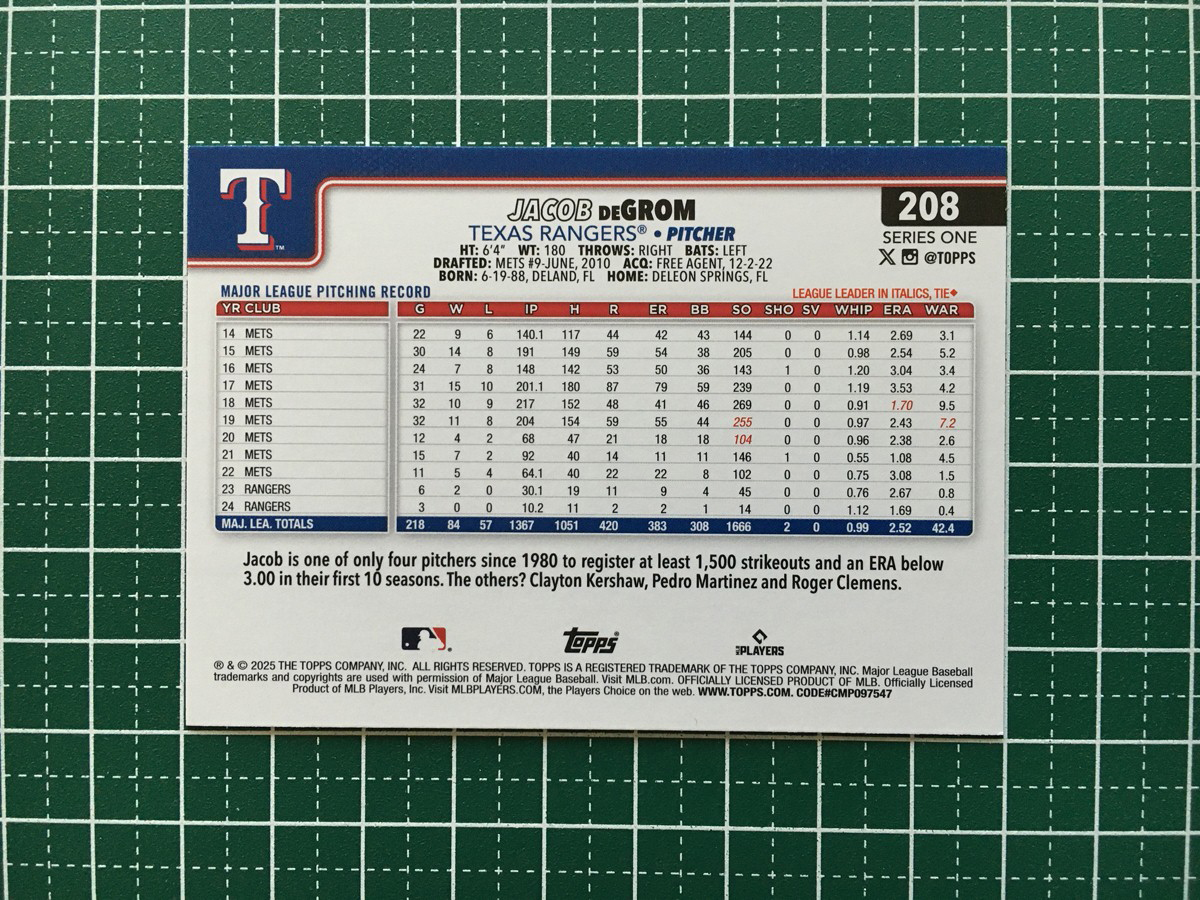 T™
JACOB DEGROM
208
TEXAS RANGERS® • PITCHER
SERIES ONE
HT: 6'4" WT: 180 THROWS: RIGHT BATS: LEFT
@TOPPS
DRAFTED: METS #9-JUNE, 2010 ACQ: FREE AGENT, 12-2-22
BORN: 6-19-88, DELAND, FL HOME: DELEON SPRINGS, FL
MAJOR LEAGUE PITCHING RECORD LEAGUE LEADER IN ITALICS, TIE♦
YR CLUB G W L IP H R ER BB SO SHO SV WHIP ERA WAR
14 METS 22 9 6 140.1 117 44 42 43 144 0 0 1.14 2.69 3.1
15 METS 30 14 8 191 149 59 54 38 205 0 0 0.98 2.54 5.2
16 METS 24 7 8 148 142 53 50 36 143 1 0 1.20 3.04 3.4
17 METS 31 15 10 201.1 180 87 79 59 239 0 0 1.19 3.53 4.2
18 METS 32 10 9 217 152 48 41 46 269 0 0 0.91 1.70 9.5
19 METS 32 11 8 204 154 59 55 44 255 0 0 0.97 2.43 7.2
20 METS 12 4 2 68 47 21 18 18 104 0 0 0.96 2.38 2.6
21 METS 15 7 2 92 40 14 11 11 146 1 0 0.55 1.08 4.5
22 METS 11 5 4 64.1 40 22 22 8 102 0 0 0.75 3.08 1.5
23 RANGERS 6 2 0 30.1 19 11 9 4 45 0 0 0.76 2.67 0.8
24 RANGERS 3 0 0 10.2 11 2 2 1 14 0 0 1.12 1.69 0.4
MAJ. LEA. TOTALS 218 84 57 1367 1051 420 383 308 1666 2 0 0.99 2.52 42.4
Jacob is one of only four pitchers since 1980 to register at least 1,500 strikeouts and an ERA below
3.00 in their first 10 seasons. The others? Clayton Kershaw, Pedro Martinez and Roger Clemens.
topps® MLB PLAYERS
® & © 2025 THE TOPPS COMPANY, INC. ALL RIGHTS RESERVED. TOPPS IS A REGISTERED TRADEMARK OF THE TOPPS COMPANY, INC. Major League Baseball
trademarks and copyrights are used with permission of Major League Baseball. Visit MLB.com. OFFICIALLY LICENSED PRODUCT OF MLB. Officially Licensed
Product of MLB Players, Inc. Visit MLBPLAYERS.COM, the Players Choice on the web. WWW.TOPPS.COM. CODE#CMP097547